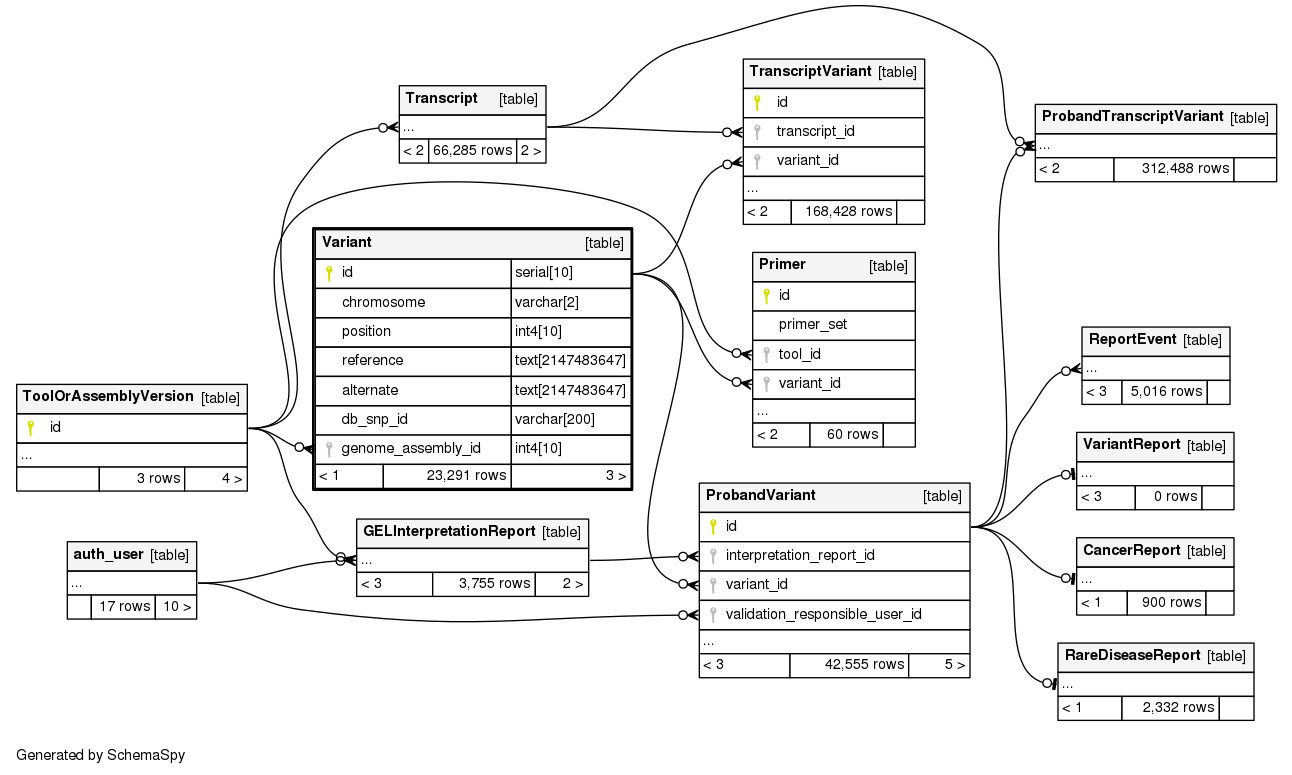 Transcript [table]
...
< 2 66,285 rows 2 >
TranscriptVariant [table]
id
transcript_id
variant_id
...
< 2 168,428 rows
ProbandTranscriptVariant [table]
...
< 2 312,488 rows
Variant [table]
id serial[10]
chromosome varchar[2]
position int4[10]
reference text[2147483647]
alternate text[2147483647]
db_snp_id varchar[200]
genome_assembly_id int4[10]
< 1 23,291 rows 3 >
Primer [table]
id
primer_set
tool_id
variant_id
...
< 2 60 rows
ReportEvent [table]
...
< 3 5,016 rows
ToolOrAssemblyVersion [table]
id
...
3 rows 4 >
VariantReport [table]
...
< 3 0 rows
ProbandVariant [table]
id
interpretation_report_id
variant_id
validation_responsible_user_id
...
< 3 42,555 rows 5 >
GELInterpretationReport [table]
...
< 3 3,755 rows 2 >
auth_user [table]
...
17 rows 10 >
CancerReport [table]
...
< 1 900 rows
RareDiseaseReport [table]
...
< 1 2,332 rows
Generated by SchemaSpy